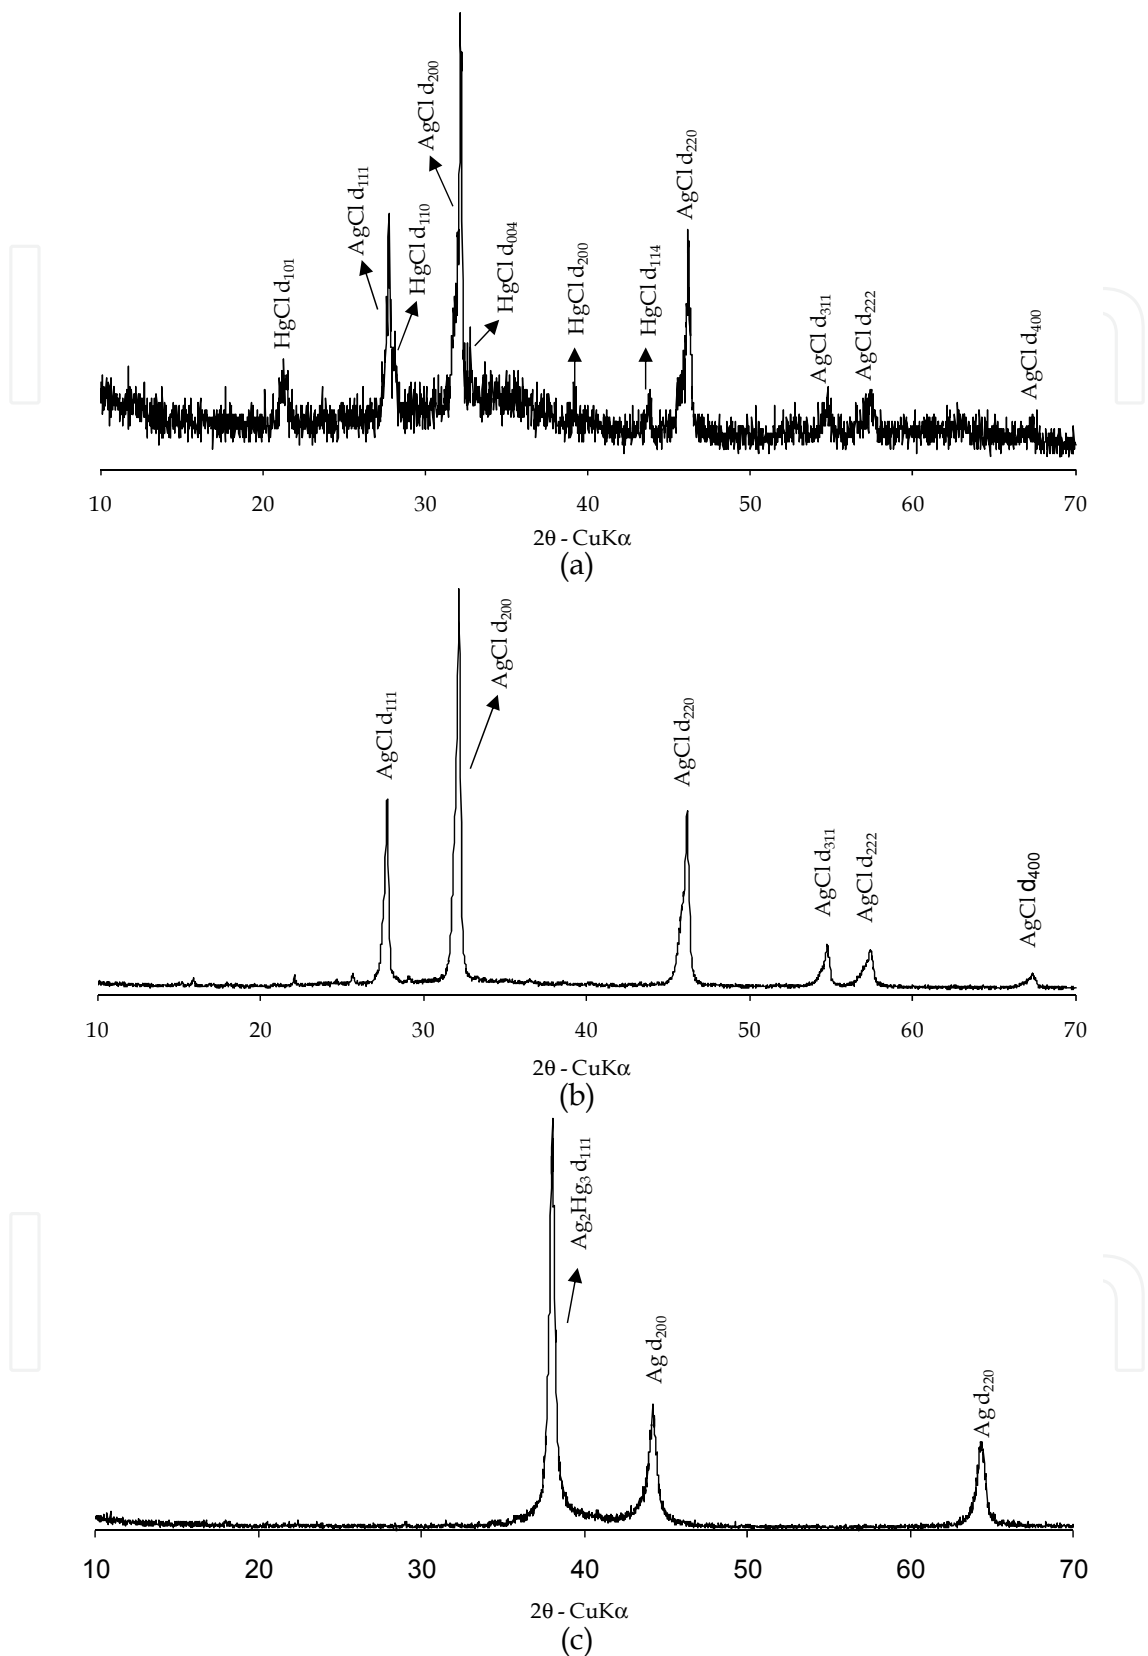 AgCl d₂₀₀
AgCl d₁₁₁
HgCl d₁₁₀
HgCl d₁₀₁
HgCl d₀₀₄
HgCl d₂₀₀
HgCl d₁₁₄
AgCl d₂₂₀
AgCl d₃₁₁
AgCl d₂₂₂
AgCl d₄₀₀
10 20 30 40 50 60 70
2θ - CuKα
(a)
AgCl d₁₁₁
AgCl d₂₀₀
AgCl d₂₂₀
AgCl d₃₁₁
AgCl d₂₂₂
AgCl d₄₀₀
10 20 30 40 50 60 70
2θ - CuKα
(b)
Ag₂Hg₃ d₁₁₁
Ag d₂₀₀
Ag d₂₂₀
10 20 30 40 50 60 70
2θ - CuKα
(c)